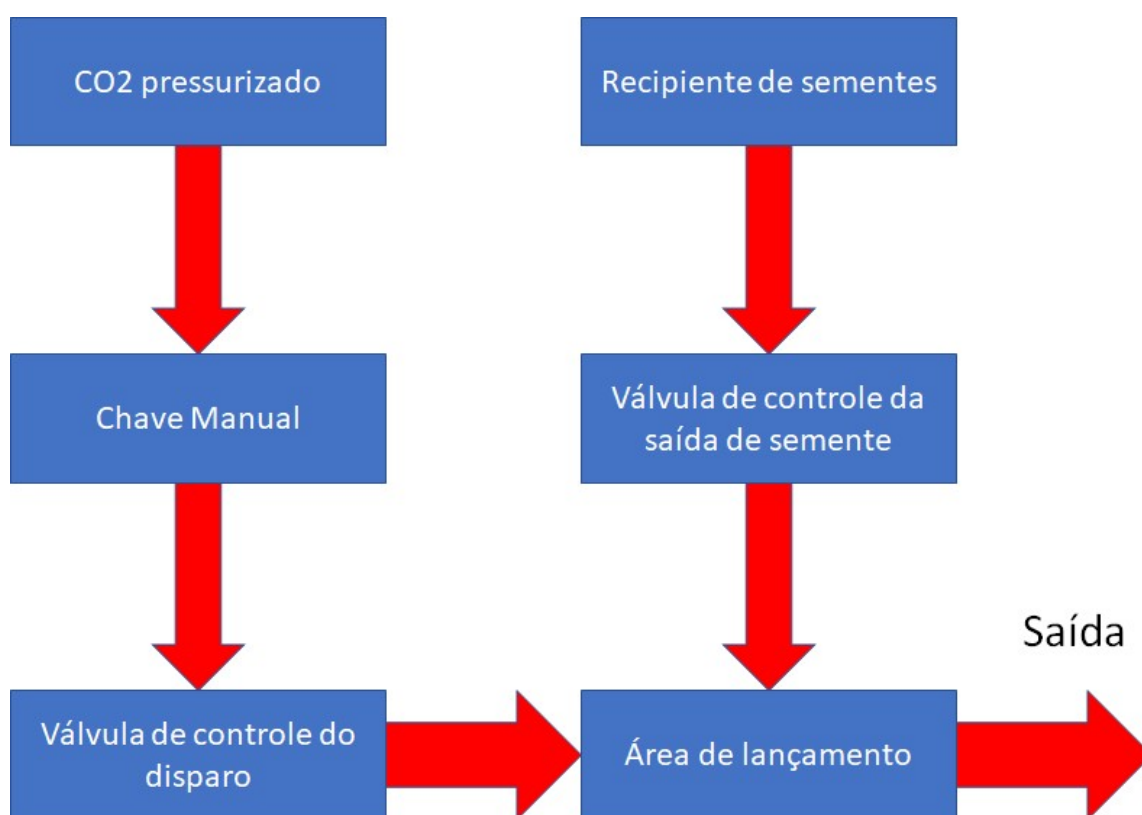 CO2 pressurizado
Recipiente de sementes
Chave Manual
Válvula de controle da
saída de semente
Saída
Válvula de controle do
disparo
Área de lançamento